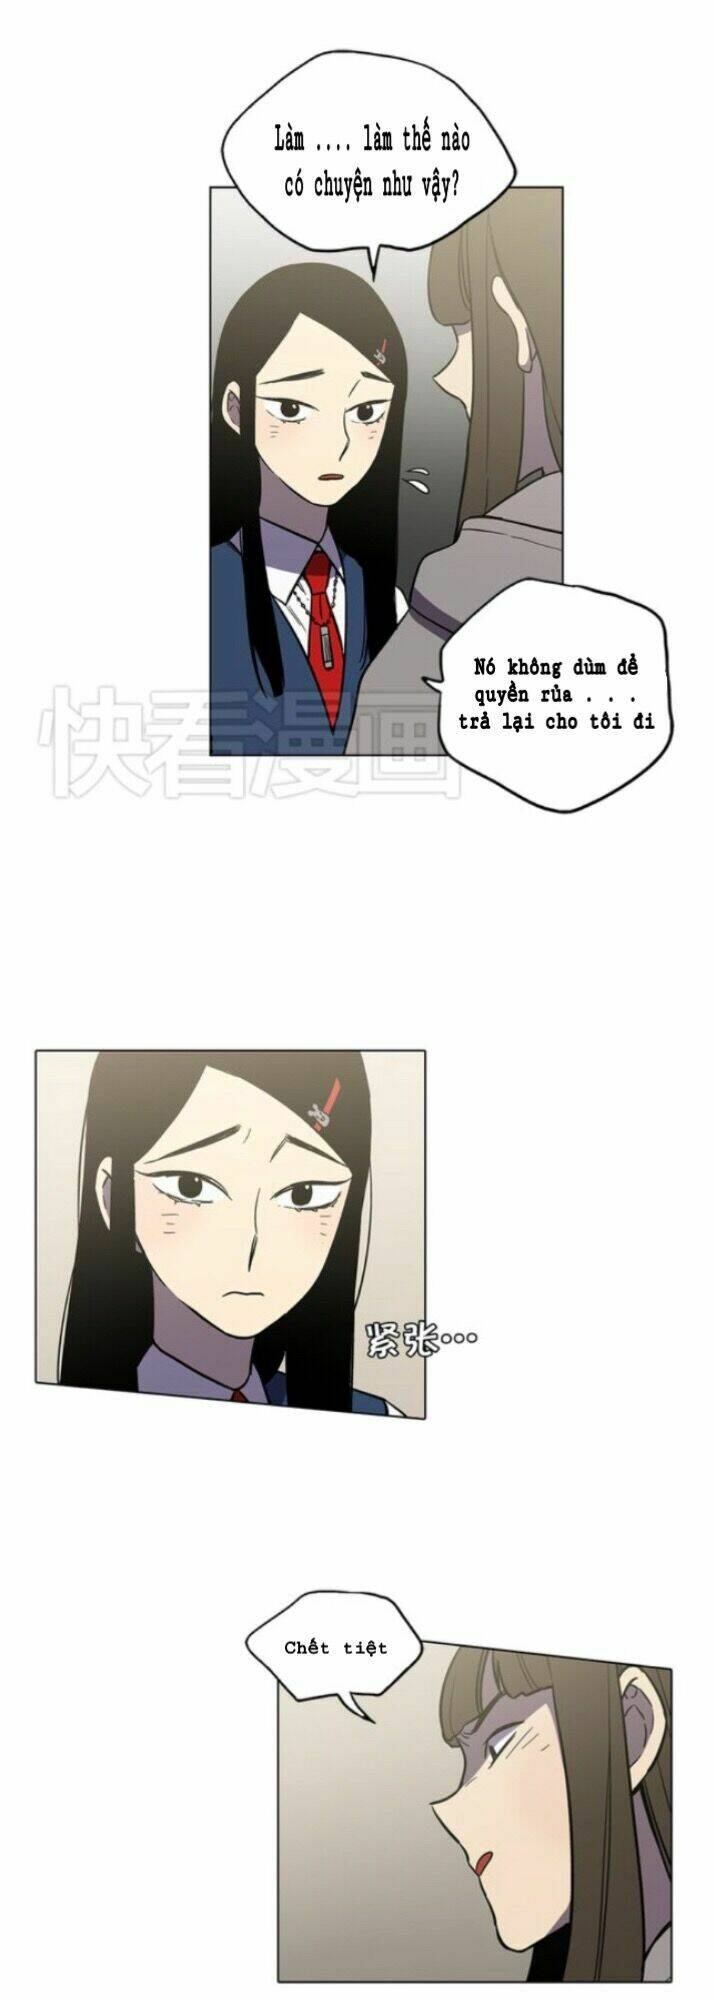 Làm .... làm thế nào
có chuyện như vậy?
Nó không dùm để
quyền rủa . . .
trả lại cho tôi đi
快看漫画
紧张…
Chết tiệt